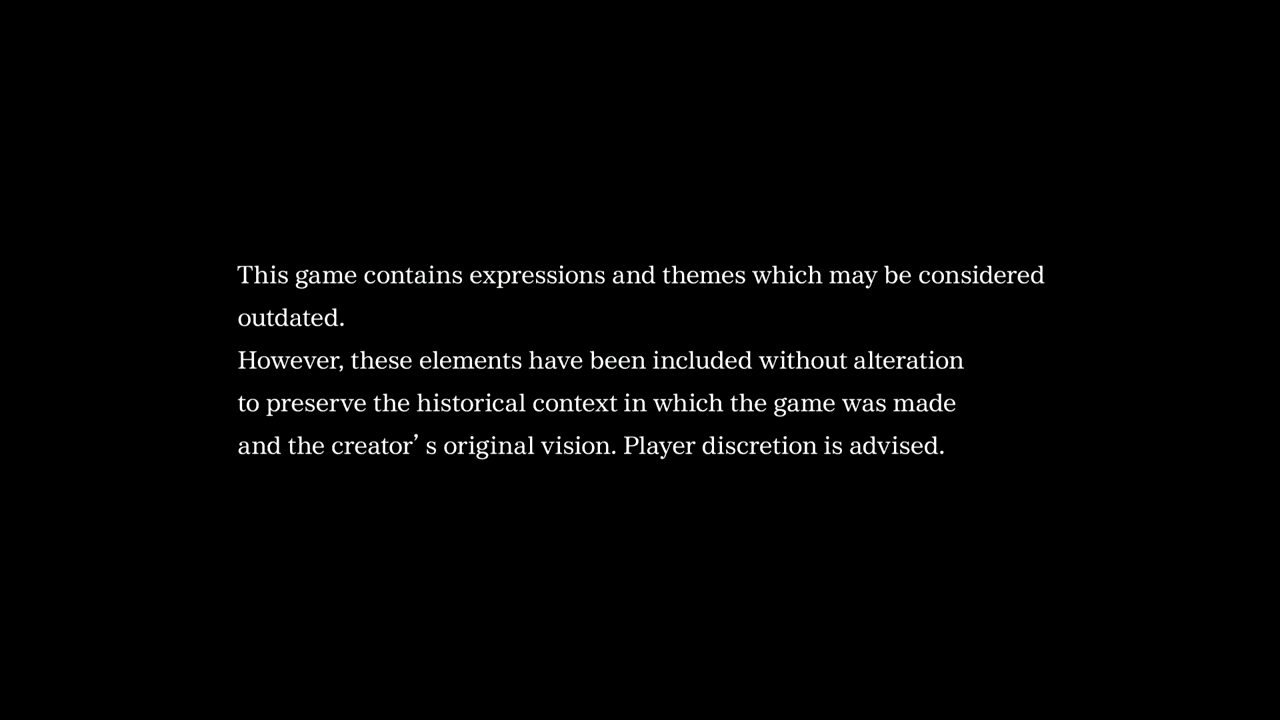 This game contains expressions and themes which may be considered
outdated.
However, these elements have been included without alteration
to preserve the historical context in which the game was made
and the creator’ s original vision. Player discretion is advised.